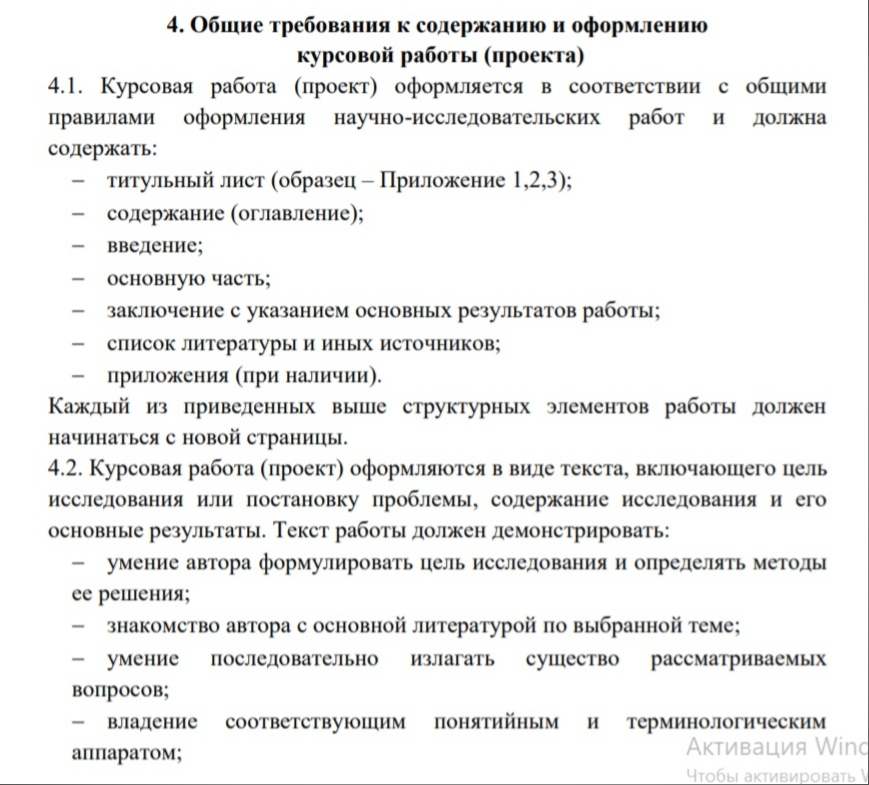 4. Общие требования к содержанию и оформлению
курсовой работы (проекта)
4.1. Курсовая работа (проект) оформляется в соответствии с общими
правилами оформления научно-исследовательских работ и должна
содержать:
– титульный лист (образец – Приложение 1,2,3);
– содержание (оглавление);
– введение;
– основную часть;
– заключение с указанием основных результатов работы;
– список литературы и иных источников;
– приложения (при наличии).
Каждый из приведенных выше структурных элементов работы должен
начинаться с новой страницы.
4.2. Курсовая работа (проект) оформляются в виде текста, включающего цель
исследования или постановку проблемы, содержание исследования и его
основные результаты. Текст работы должен демонстрировать:
– умение автора формулировать цель исследования и определять методы
ее решения;
– знакомство автора с основной литературой по выбранной теме;
– умение последовательно излагать существо рассматриваемых
вопросов;
– владение соответствующим понятийным и терминологическим
аппаратом;
Активация Wind
Чтобы активировать